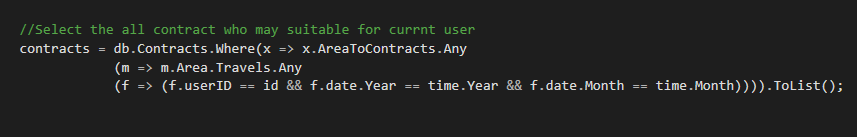 //Select the all contract who may suitable for currnt user
contracts = db.Contracts.Where(x => x.AreaToContracts.Any
(m => m.Area.Travels.Any
(f => (f.userID == id && f.date.Year == time.Year && f.date.Month == time.Month)))).ToList();